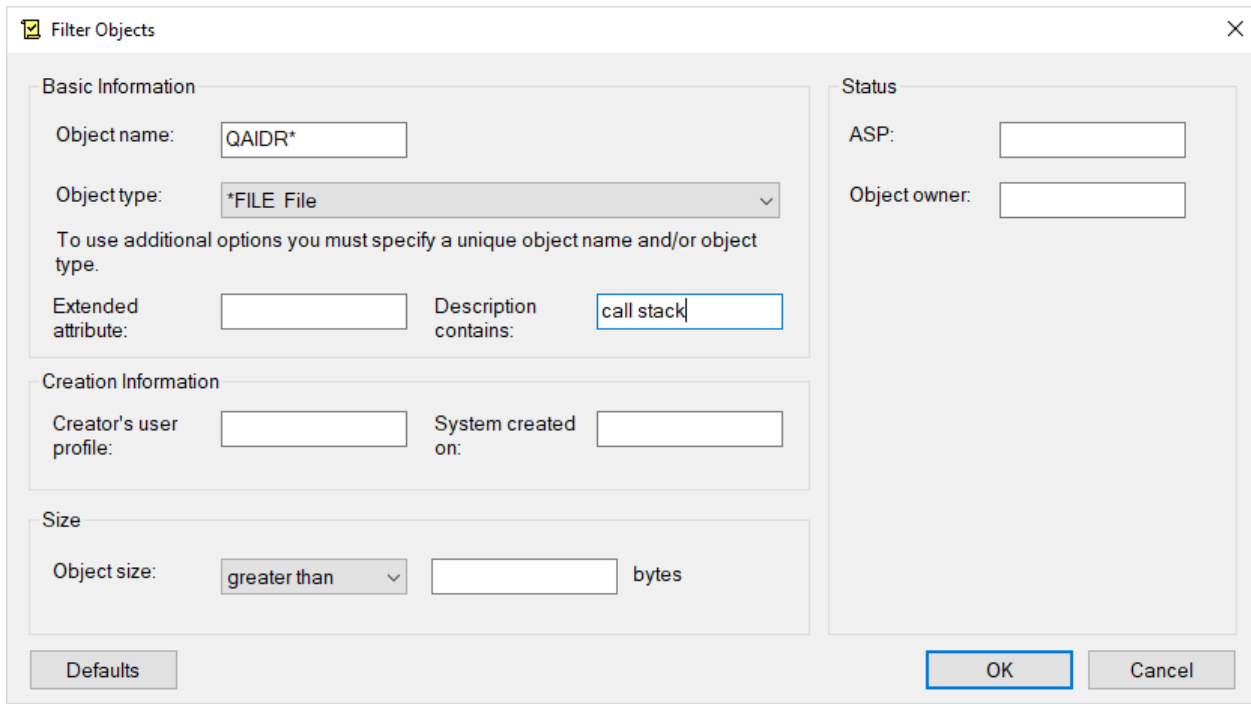 Filter Objects
Basic Information
Object name: QAIDR*
Object type: *FILE File
To use additional options you must specify a unique object name and/or object
type.
Extended
attribute:
Description
contains:
call stack
Creation Information
Creator's user
profile:
System created
on:
Size
Object size: greater than bytes
Status
ASP:
Object owner:
Defaults OK Cancel